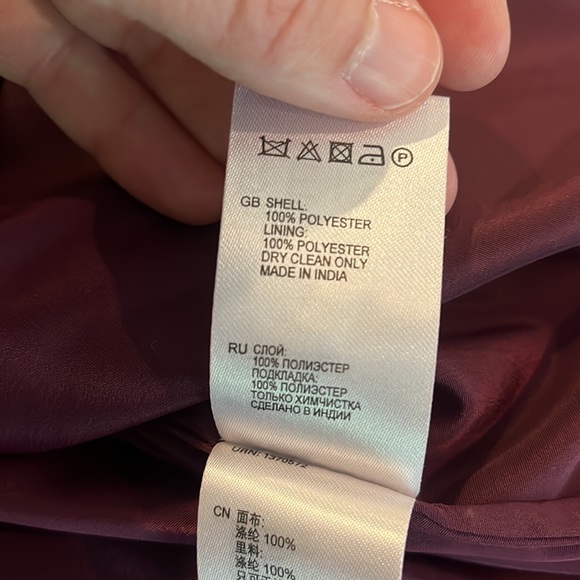 P
GB SHELL:
100% POLYESTER
LINING:
100% POLYESTER
DRY CLEAN ONLY
MADE IN INDIA
RU СЛОЙ:
100% ПОЛИЭСТЕР
ПОДКЛАДКА:
100% ПОЛИЭСТЕР
ТОЛЬКО ХИМЧИСТКА
СДЕЛАНО В ИНДИИ
CN 面布:
涤纶 100%
里料:
涤纶 100%